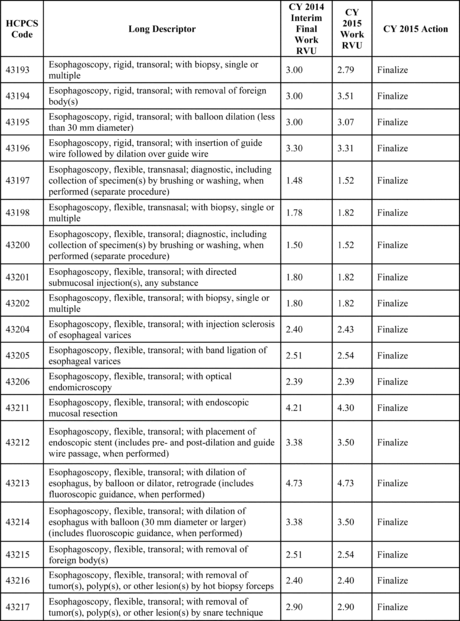 HCPCS Code | Long Descriptor | CY 2014 Interim Final Work RVU | CY 2015 Work RVU | CY 2015 Action
43193 | Esophagoscopy, rigid, transoral; with biopsy, single or multiple | 3.00 | 2.79 | Finalize
43194 | Esophagoscopy, rigid, transoral; with removal of foreign body(s) | 3.00 | 3.51 | Finalize
43195 | Esophagoscopy, rigid, transoral; with balloon dilation (less than 30 mm diameter) | 3.00 | 3.07 | Finalize
43196 | Esophagoscopy, rigid, transoral; with insertion of guide wire followed by dilation over guide wire | 3.30 | 3.31 | Finalize
43197 | Esophagoscopy, flexible, transnasal; diagnostic, including collection of specimen(s) by brushing or washing, when performed (separate procedure) | 1.48 | 1.52 | Finalize
43198 | Esophagoscopy, flexible, transnasal; with biopsy, single or multiple | 1.78 | 1.82 | Finalize
43200 | Esophagoscopy, flexible, transoral; diagnostic, including collection of specimen(s) by brushing or washing, when performed (separate procedure) | 1.50 | 1.52 | Finalize
43201 | Esophagoscopy, flexible, transoral; with directed submucosal injection(s), any substance | 1.80 | 1.82 | Finalize
43202 | Esophagoscopy, flexible, transoral; with biopsy, single or multiple | 1.80 | 1.82 | Finalize
43204 | Esophagoscopy, flexible, transoral; with injection sclerosis of esophageal varices | 2.40 | 2.43 | Finalize
43205 | Esophagoscopy, flexible, transoral; with band ligation of esophageal varices | 2.51 | 2.54 | Finalize
43206 | Esophagoscopy, flexible, transoral; with optical endomicroscopy | 2.39 | 2.39 | Finalize
43211 | Esophagoscopy, flexible, transoral; with endoscopic mucosal resection | 4.21 | 4.30 | Finalize
43212 | Esophagoscopy, flexible, transoral; with placement of endoscopic stent (includes pre- and post-dilation and guide wire passage, when performed) | 3.38 | 3.50 | Finalize
43213 | Esophagoscopy, flexible, transoral; with dilation of esophagus, by balloon or dilator, retrograde (includes fluoroscopic guidance, when performed) | 4.73 | 4.73 | Finalize
43214 | Esophagoscopy, flexible, transoral; with dilation of esophagus with balloon (30 mm diameter or larger) (includes fluoroscopic guidance, when performed) | 3.38 | 3.50 | Finalize
43215 | Esophagoscopy, flexible, transoral; with removal of foreign body(s) | 2.51 | 2.54 | Finalize
43216 | Esophagoscopy, flexible, transoral; with removal of tumor(s), polyp(s), or other lesion(s) by hot biopsy forceps | 2.40 | 2.40 | Finalize
43217 | Esophagoscopy, flexible, transoral; with removal of tumor(s), polyp(s), or other lesion(s) by snare technique | 2.90 | 2.90 | Finalize